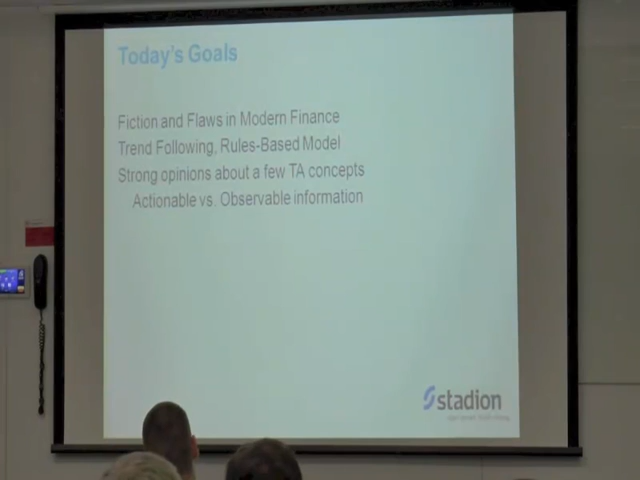 Today's Goals
Fiction and Flaws in Modern Finance
Trend Following, Rules-Based Model
Strong opinions about a few TA concepts
Actionable vs. Observable information
stadion